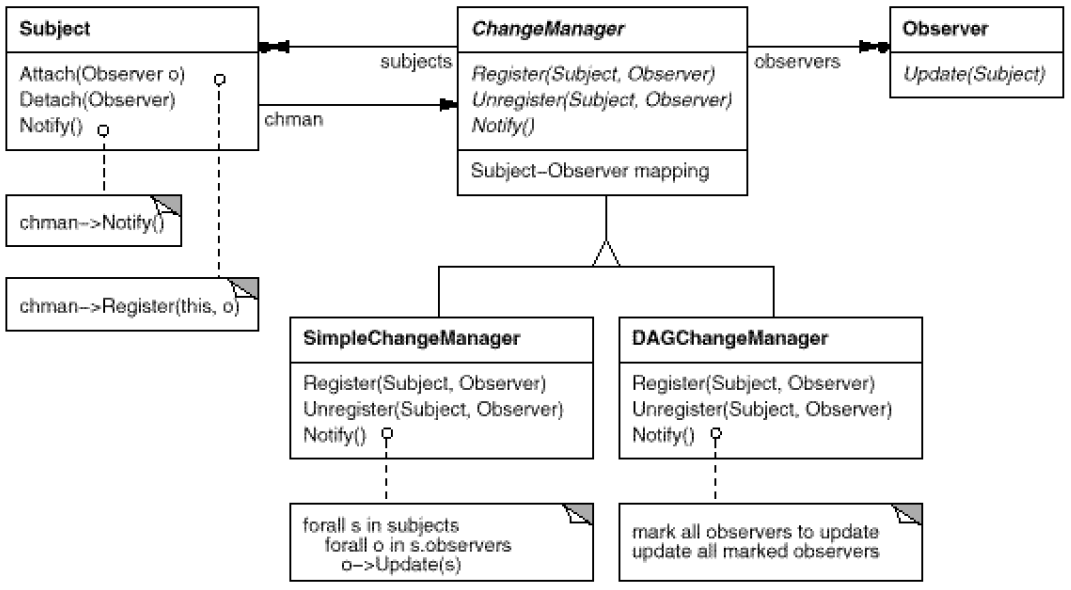 Subject
Attach(Observer o)
Detach(Observer)
Notify()
chman->Notify()
chman->Register(this, o)
subjects
chman
ChangeManager
Register(Subject, Observer)
Unregister(Subject, Observer)
Notify()
Subject-Observer mapping
observers
Observer
Update(Subject)
SimpleChangeManager
Register(Subject, Observer)
Unregister(Subject, Observer)
Notify()
forall s in subjects
forall o in s.observers
o->Update(s)
DAGChangeManager
Register(Subject, Observer)
Unregister(Subject, Observer)
Notify()
mark all observers to update
update all marked observers